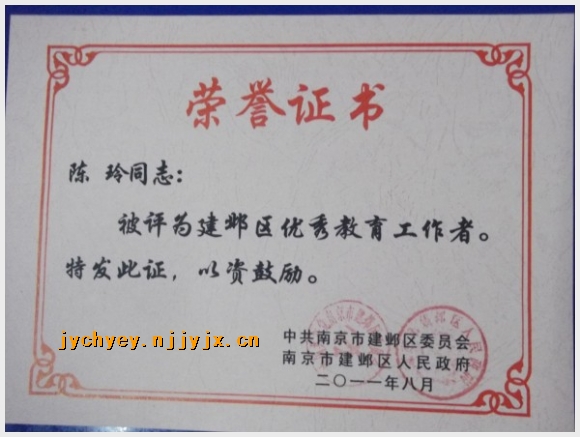 荣誉证书
陈 玲同志：
被评为建邺区优秀教育工作者。
特发此证，以资鼓励。
jychyey.njjyjx.cn
中共南京市建邺区委员会
南京市建邺区人民政府
二〇一一年八月